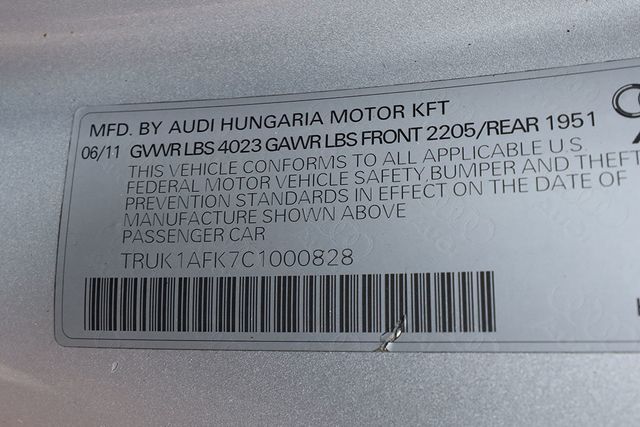 MFD. BY AUDI HUNGARIA MOTOR KFT
06/11 GVWR LBS 4023 GAWR LBS FRONT 2205/REAR 1951
THIS VEHICLE CONFORMS TO ALL APPLICABLE U.S.
FEDERAL MOTOR VEHICLE SAFETY, BUMPER AND THEFT
PREVENTION STANDARDS IN EFFECT ON THE DATE OF
MANUFACTURE SHOWN ABOVE
PASSENGER CAR
TRUK1AFK7C1000828